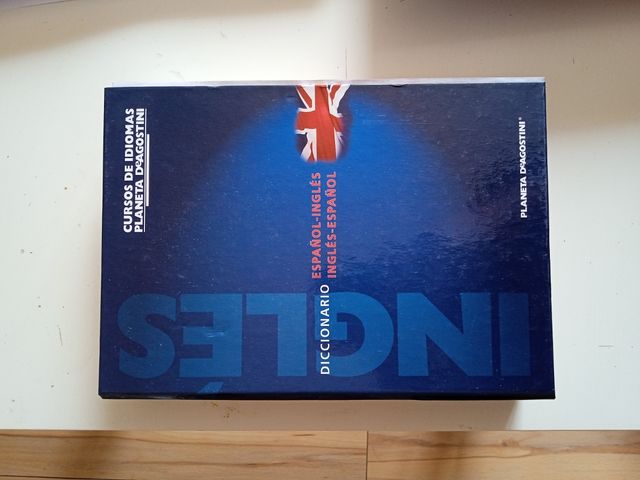 CURSOS DE IDIOMAS
PLANETA DEAGOSTINI
DICCIONARIO
ESPAÑOL-INGLÉS
INGLÉS-ESPAÑOL
INGLÉS
PLANETA DEAGOSTINI®